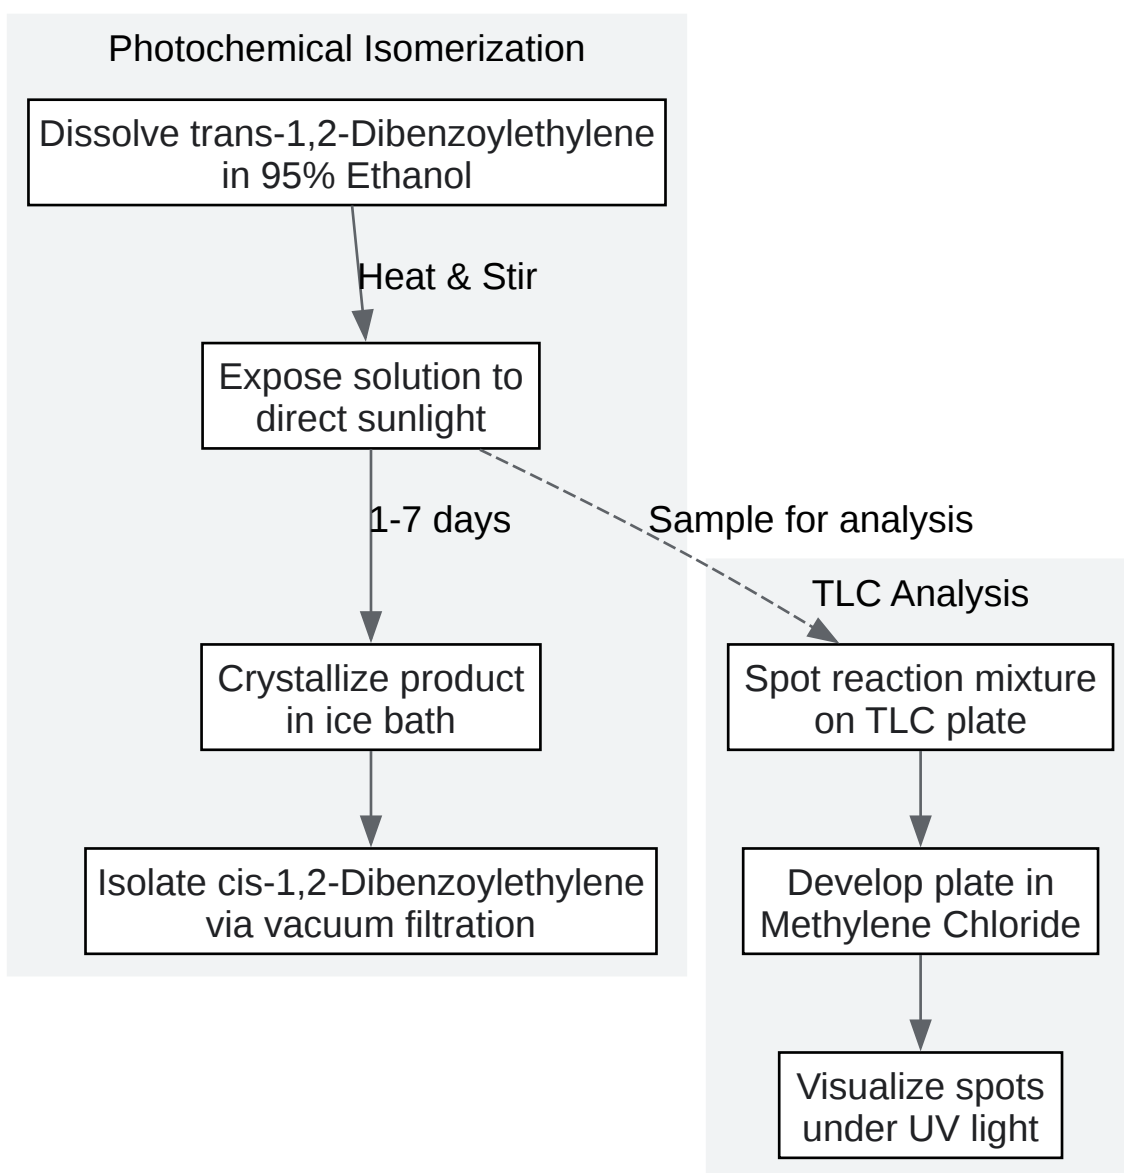 Photochemical Isomerization
Dissolve trans-1,2-Dibenzoylethylene
in 95% Ethanol
Heat & Stir
Expose solution to
direct sunlight
1-7 days
Sample for analysis
TLC Analysis
Crystallize product
in ice bath
Spot reaction mixture
on TLC plate
Isolate cis-1,2-Dibenzoylethylene
via vacuum filtration
Develop plate in
Methylene Chloride
Visualize spots
under UV light